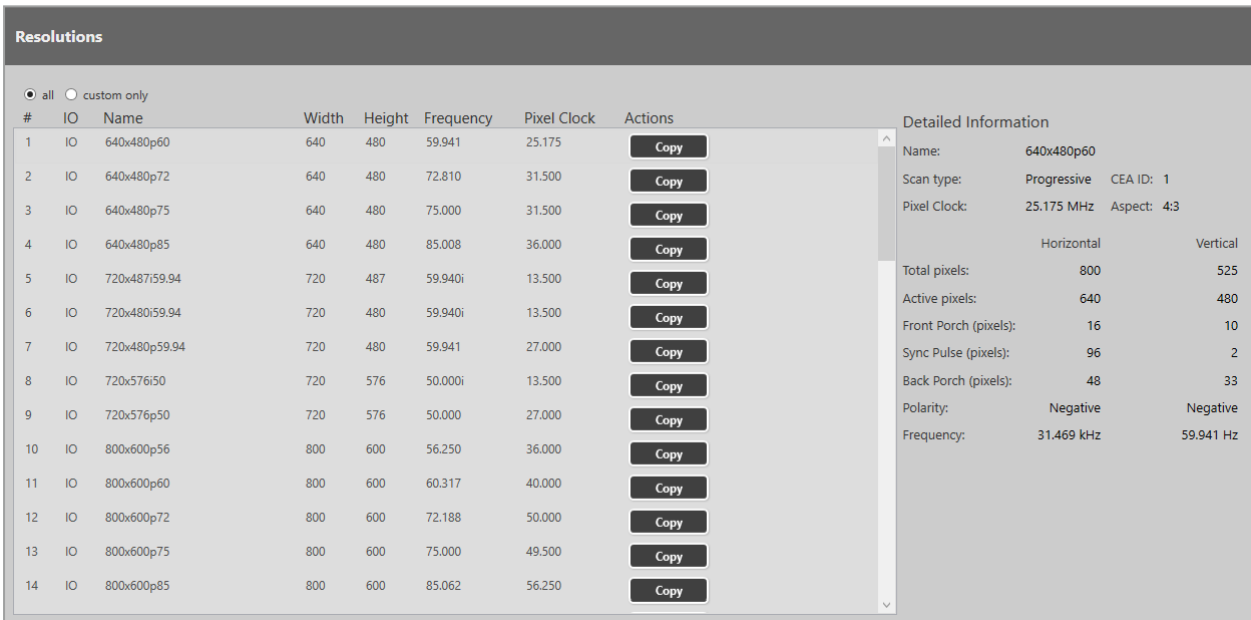 Resolutions
all custom only
# IO Name Width Height Frequency Pixel Clock Actions
1 IO 640x480p60 640 480 59.941 25.175 Copy
2 IO 640x480p72 640 480 72.810 31.500 Copy
3 IO 640x480p75 640 480 75.000 31.500 Copy
4 IO 640x480p85 640 480 85.008 36.000 Copy
5 IO 720x487i59.94 720 487 59.940i 13.500 Copy
6 IO 720x480i59.94 720 480 59.940i 13.500 Copy
7 IO 720x480p59.94 720 480 59.941 27.000 Copy
8 IO 720x576i50 720 576 50.000i 13.500 Copy
9 IO 720x576p50 720 576 50.000 27.000 Copy
10 IO 800x600p56 800 600 56.250 36.000 Copy
11 IO 800x600p60 800 600 60.317 40.000 Copy
12 IO 800x600p72 800 600 72.188 50.000 Copy
13 IO 800x600p75 800 600 75.000 49.500 Copy
14 IO 800x600p85 800 600 85.062 56.250 Copy
Detailed Information
Name: 640x480p60
Scan type: Progressive CEA ID: 1
Pixel Clock: 25.175 MHz Aspect: 4:3
Horizontal Vertical
Total pixels: 800 525
Active pixels: 640 480
Front Porch (pixels): 16 10
Sync Pulse (pixels): 96 2
Back Porch (pixels): 48 33
Polarity: Negative Negative
Frequency: 31.469 kHz 59.941 Hz